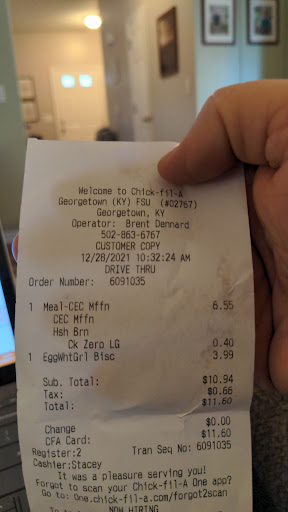 Welcome to Chick-fil-A
Georgetown (KY) FSU (#02767)
Georgetown, KY
Operator: Brent Dennard
502-863-6767
CUSTOMER COPY
12/28/2021 10:32:24 AM
DRIVE THRU
Order Number: 6091035
1 Meal-CEC Mffn 6.55
CEC Mffn
Hsh Brn
Ck Zero LG 0.40
1 EggWhtGrl Bisc 3.99
Sub. Total: $10.94
Tax: $0.66
Total: $11.60
Change $0.00
CFA Card: $11.60
Register:2 Tran Seq No: 6091035
Cashier:Stacey
It was a pleasure serving you!
Forgot to scan your Chick-fil-A One app?
Go to: One.chick-fil-a.com/forgot2scan
NOW HIRING